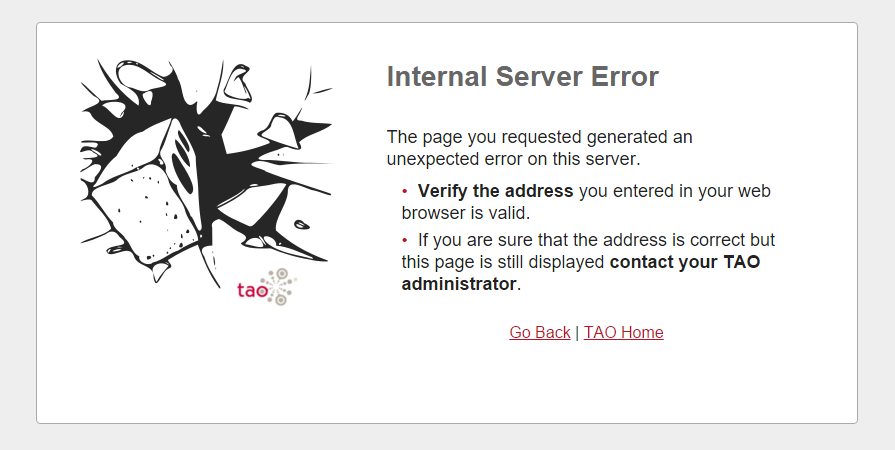 Internal Server Error
The page you requested generated an
unexpected error on this server.
• Verify the address you entered in your web
browser is valid.
• If you are sure that the address is correct but
this page is still displayed contact your TAO
administrator.
tao
Go Back | TAO Home